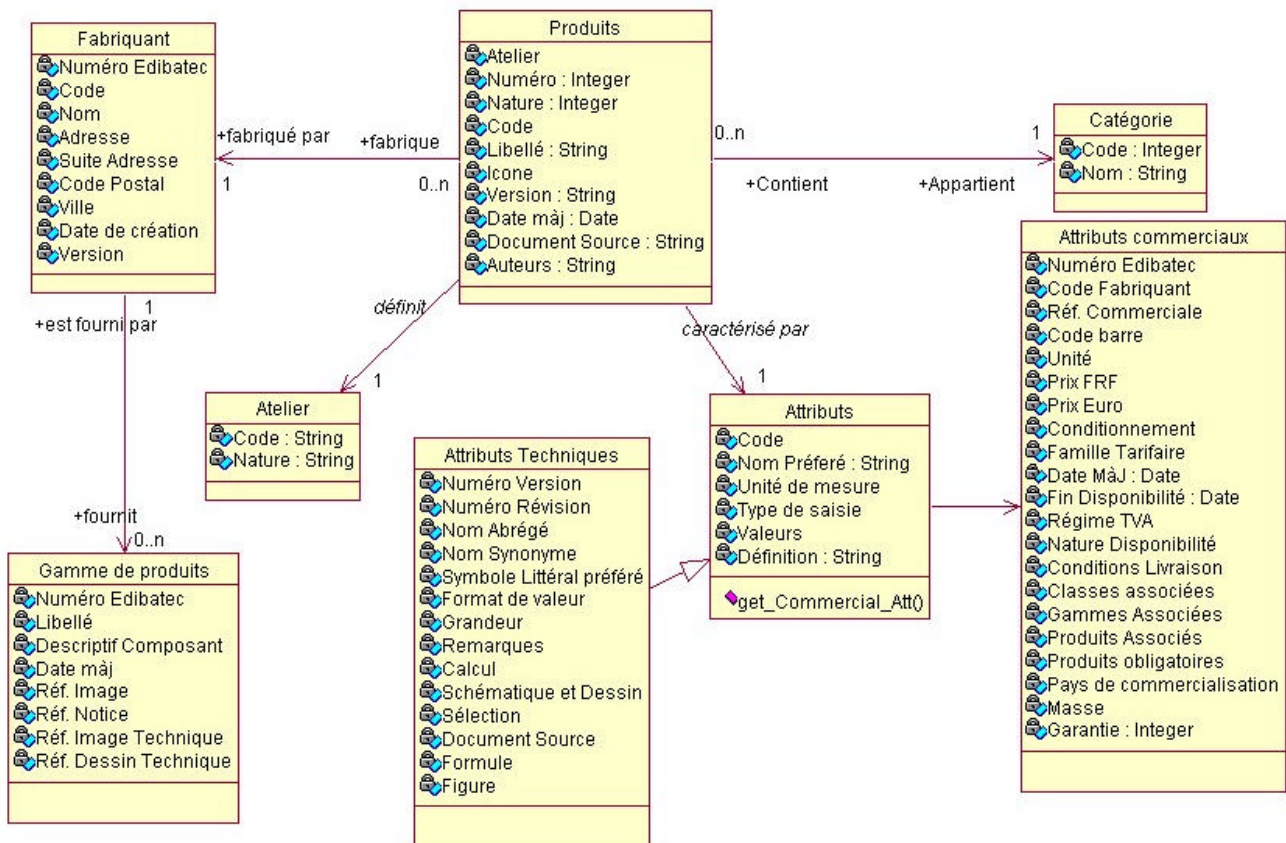 Fabriquant
Numéro Edibatec
Code
Nom
Adresse
Suite Adresse
Code Postal
Ville
Date de création
Version
Produits
Atelier
Numéro : Integer
Nature : Integer
Code
Libellé : String
Icone
Version : String
Date màj : Date
Document Source : String
Auteurs : String
Catégorie
Code : Integer
Nom : String
+fabriqué par
+fabrique
1
0..n
0..n
1
+Contient
+Appartient
1
+est fourni par
+fournit
0..n
définit
1
caractérisé par
1
Atelier
Code : String
Nature : String
Gamme de produits
Numéro Edibatec
Libellé
Descriptif Composant
Date màj
Réf. Image
Réf. Notice
Réf. Image Technique
Réf. Dessin Technique
Attributs Techniques
Numéro Version
Numéro Révision
Nom Abrégé
Nom Synonyme
Symbole Littéral préféré
Format de valeur
Grandeur
Remarques
Calcul
Schématique et Dessin
Sélection
Document Source
Formule
Figure
Attributs
Code
Nom Préferé : String
Unité de mesure
Type de saisie
Valeurs
Définition : String
get_Commercial_Att()
Attributs commerciaux
Numéro Edibatec
Code Fabriquant
Réf. Commerciale
Code barre
Unité
Prix FRF
Prix Euro
Conditionnement
Famille Tarifaire
Date MàJ : Date
Fin Disponibilité : Date
Régime TVA
Nature Disponibilité
Conditions Livraison
Classes associées
Gammes Associées
Produits Associés
Produits obligatoires
Pays de commercialisation
Masse
Garantie : Integer